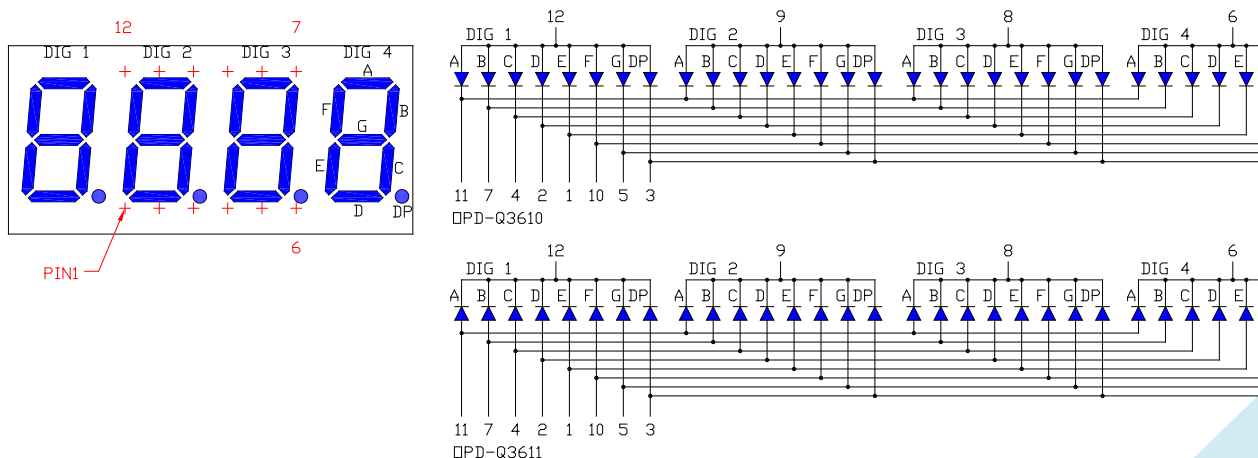 12 7
DIG 1 DIG 2 DIG 3 DIG 4
A
F B
G
E C
D DP
6
PIN1
12 9 8 6
DIG 1 DIG 2 DIG 3 DIG 4
A B C D E F G DP A B C D E F G DP A B C D E F G DP A B C D E
11 7 4 2 1 10 5 3
OPD-Q3610
12 9 8 6
DIG 1 DIG 2 DIG 3 DIG 4
A B C D E F G DP A B C D E F G DP A B C D E F G DP A B C D E
11 7 4 2 1 10 5 3
OPD-Q3611